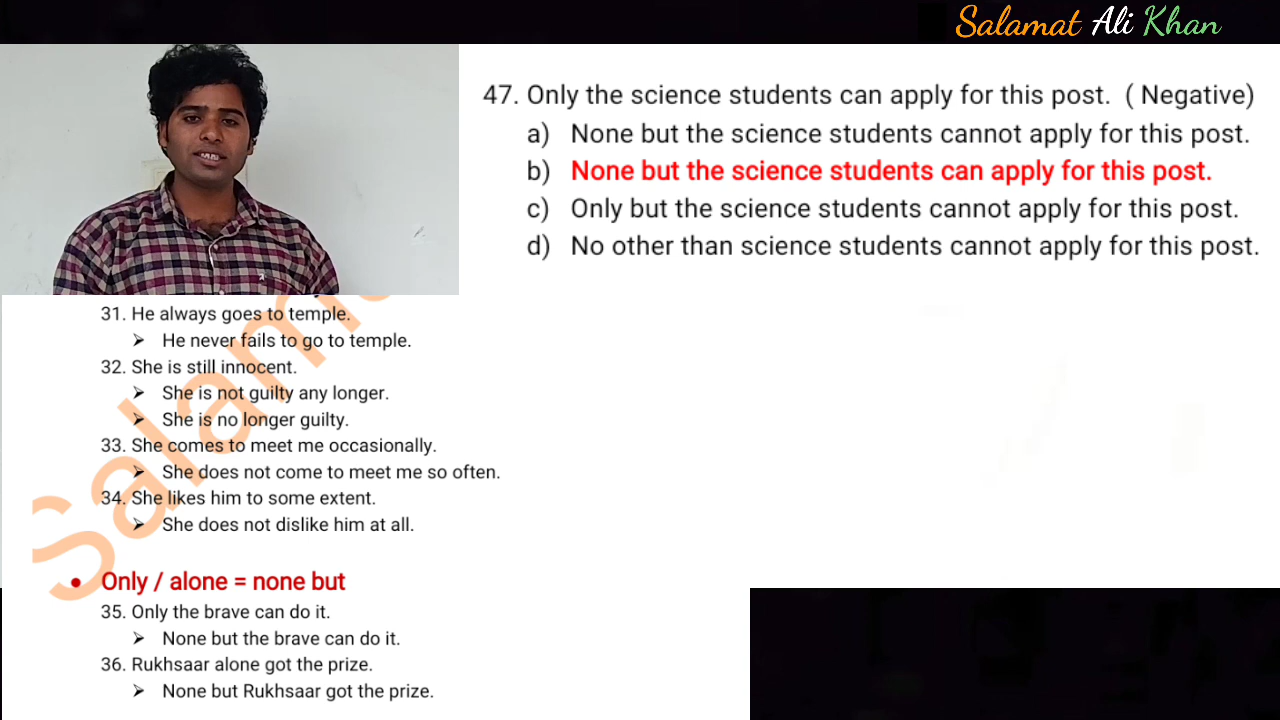 Salamat Ali Khan
47. Only the science students can apply for this post. ( Negative)
a) None but the science students cannot apply for this post.
b) None but the science students can apply for this post.
c) Only but the science students cannot apply for this post.
d) No other than science students cannot apply for this post.
31. He always goes to temple.
➢ He never fails to go to temple.
32. She is still innocent.
➢ She is not guilty any longer.
➢ She is no longer guilty.
33. She comes to meet me occasionally.
➢ She does not come to meet me so often.
34. She likes him to some extent.
➢ She does not dislike him at all.
• Only / alone = none but
35. Only the brave can do it.
➢ None but the brave can do it.
36. Rukhsaar alone got the prize.
➢ None but Rukhsaar got the prize.